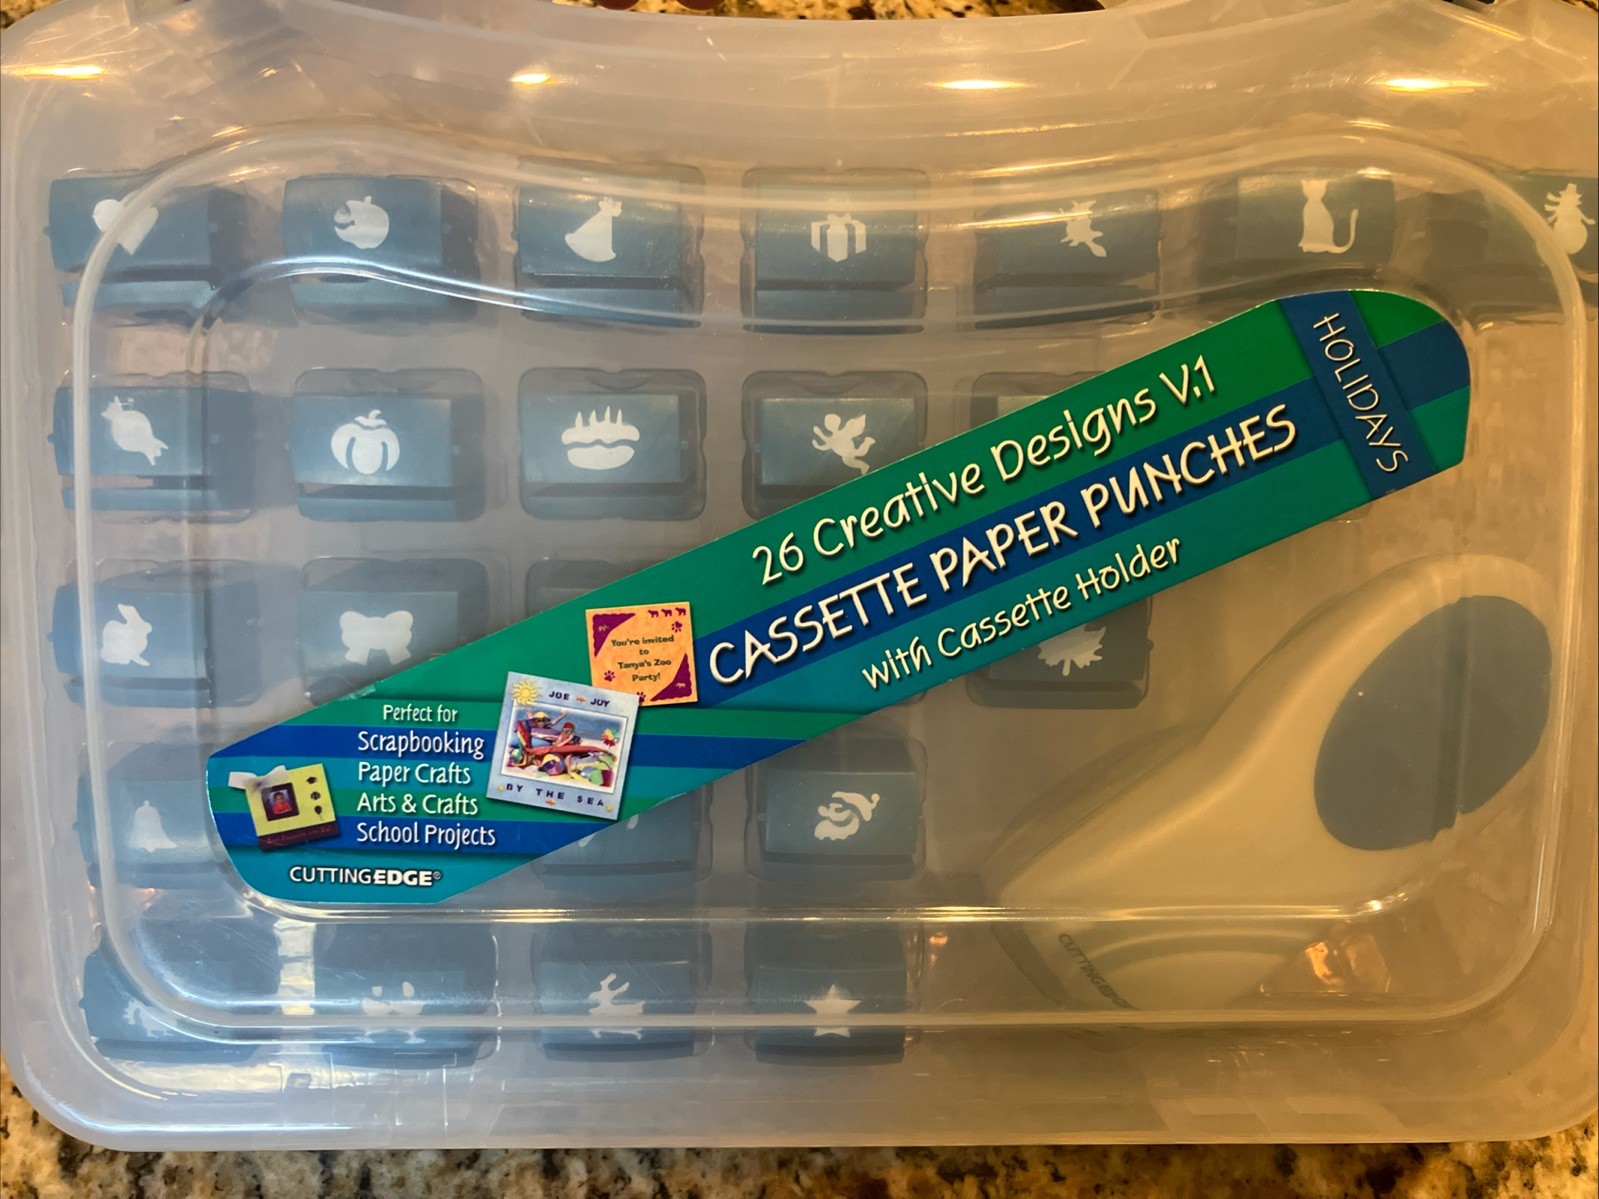 26 Creative Designs V.1
CASSETTE PAPER PUNCHES
with Cassette Holder
HOLIDAYS
You're invited
to
Tanya's Zoo
Party!
JOE JOY
BY THE SEA
Perfect for
Scrapbooking
Paper Crafts
Arts & Crafts
School Projects
CUTTINGEDGE®
CUTTINGEDGE